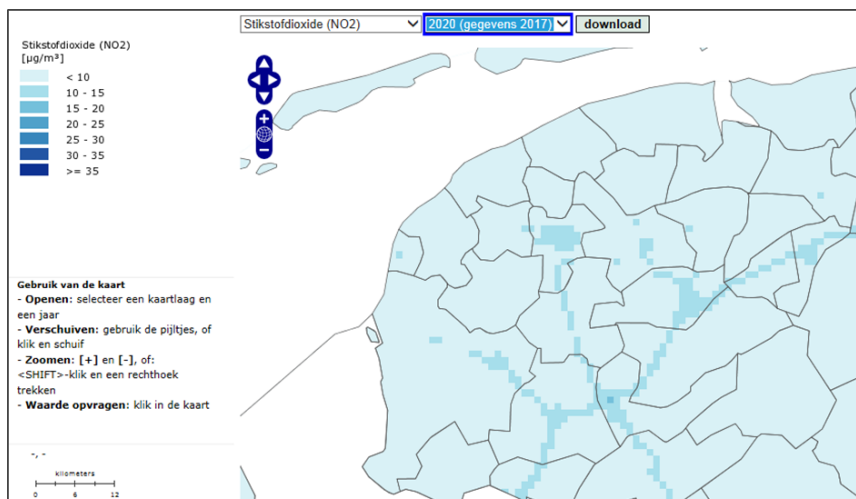 Stikstofdioxide (NO2) 2020 (gegevens 2017) download
Stikstofdioxide (NO2)
[µg/m³]
< 10
10 - 15
15 - 20
20 - 25
25 - 30
30 - 35
>= 35
Gebruik van de kaart
- Openen: selecteer een kaartlaag en
een jaar
- Verschuiven: gebruik de pijltjes, of
klik en schuif
- Zoomen: [+] en [-], of:
<SHIFT>-klik en een rechthoek
trekken
- Waarde opvragen: klik in de kaart
-, -
kilometers
0 6 12